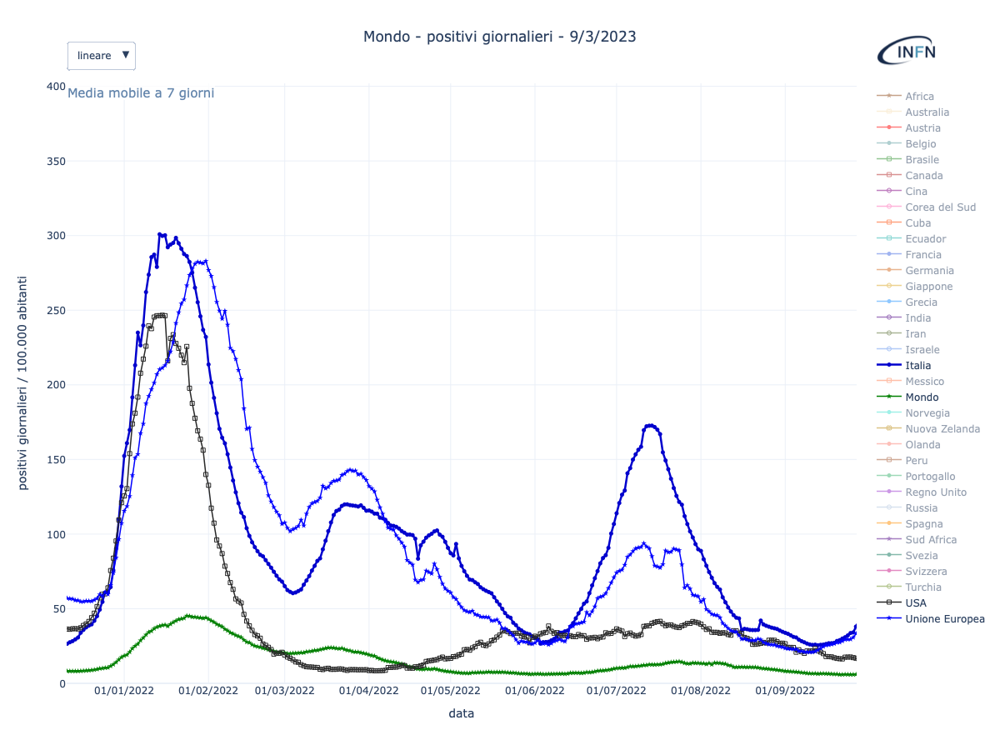 Mondo - positivi giornalieri - 9/3/2023
lineare ▼
INFN
Media mobile a 7 giorni
400
350
300
250
200
150
100
50
0
positivi giornalieri / 100.000 abitanti
01/01/2022 01/02/2022 01/03/2022 01/04/2022 01/05/2022 01/06/2022 01/07/2022 01/08/2022 01/09/2022
data
Africa
Australia
Austria
Belgio
Brasile
Canada
Cina
Corea del Sud
Cuba
Ecuador
Francia
Germania
Giappone
Grecia
India
Iran
Israele
Italia
Messico
Mondo
Norvegia
Nuova Zelanda
Olanda
Peru
Portogallo
Regno Unito
Russia
Spagna
Sud Africa
Svezia
Svizzera
Turchia
USA
Unione Europea